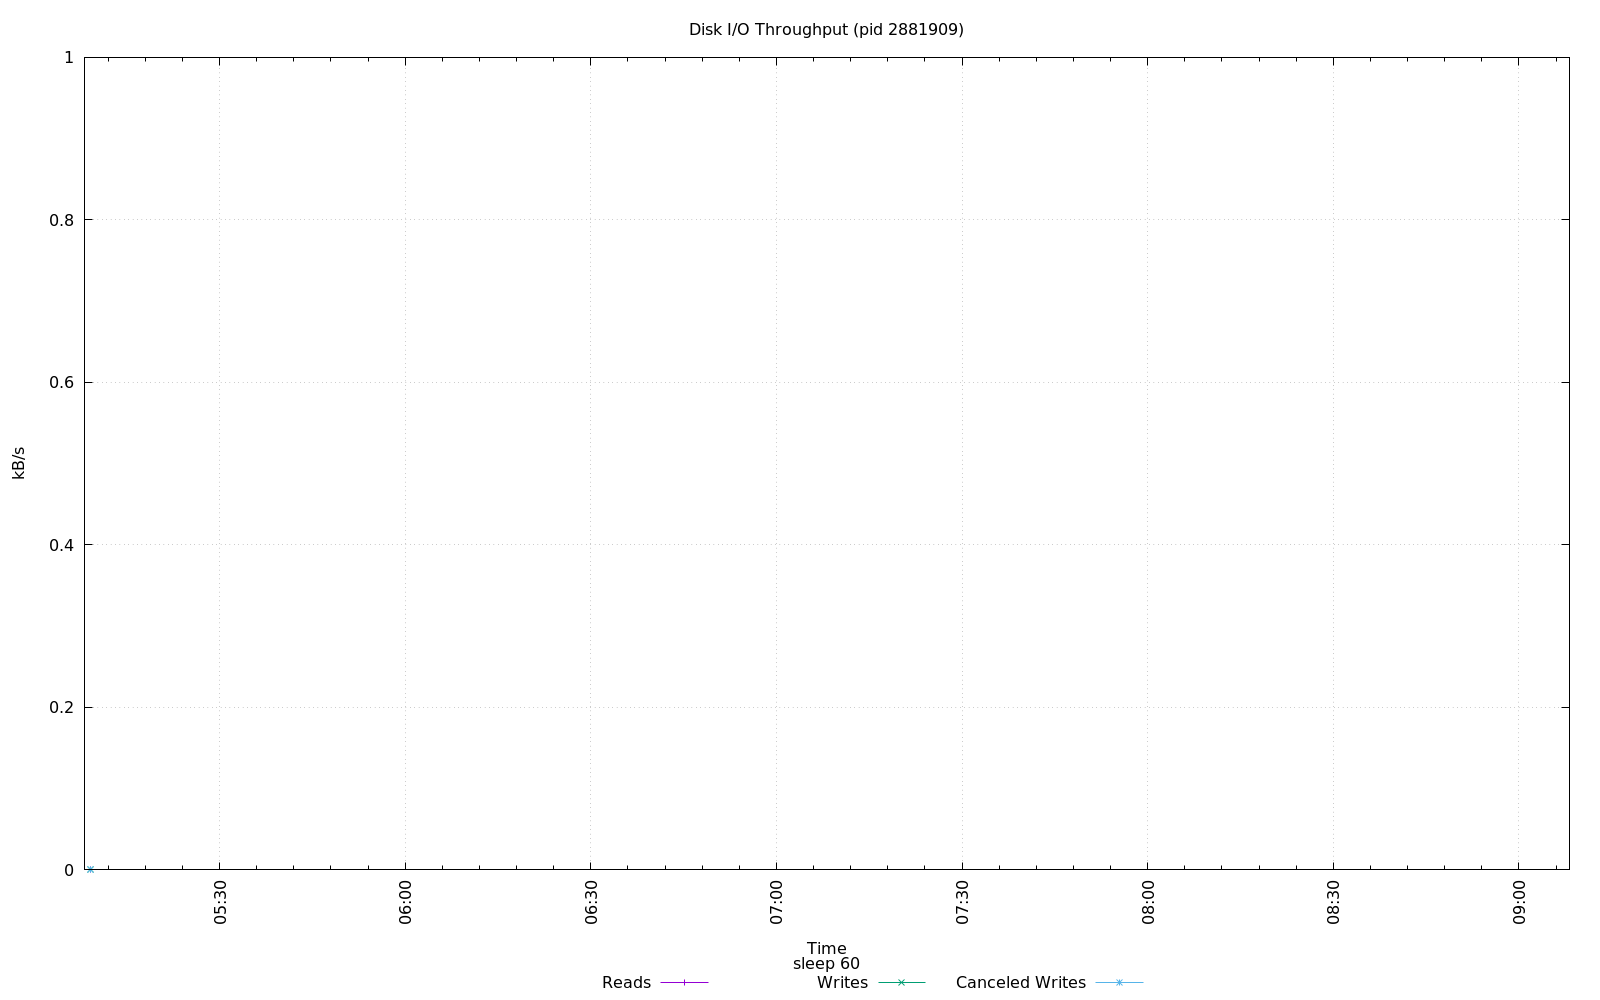 Disk I/O Throughput (pid 2881909)
1
0.8
0.6
0.4
0.2
0
kB/s
05:30
06:00
06:30
07:00
07:30
08:00
08:30
09:00
Time
sleep 60
Reads
Writes
Canceled Writes